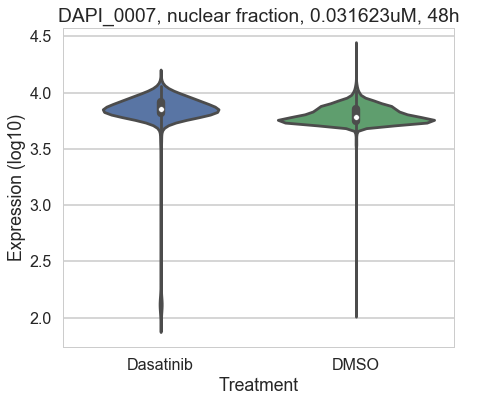 DAPI_0007, nuclear fraction, 0.031623uM, 48h
4.5
4.0
3.5
3.0
2.5
2.0
Expression (log10)
Dasatinib
DMSO
Treatment